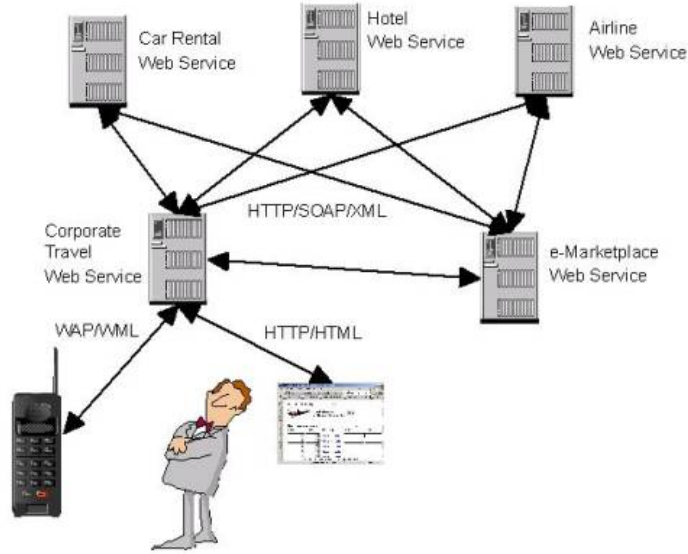 Car Rental
Web Service
Hotel
Web Service
Airline
Web Service
HTTP/SOAP/XML
Corporate
Travel
Web Service
e-Marketplace
Web Service
WAP/WML
HTTP/HTML